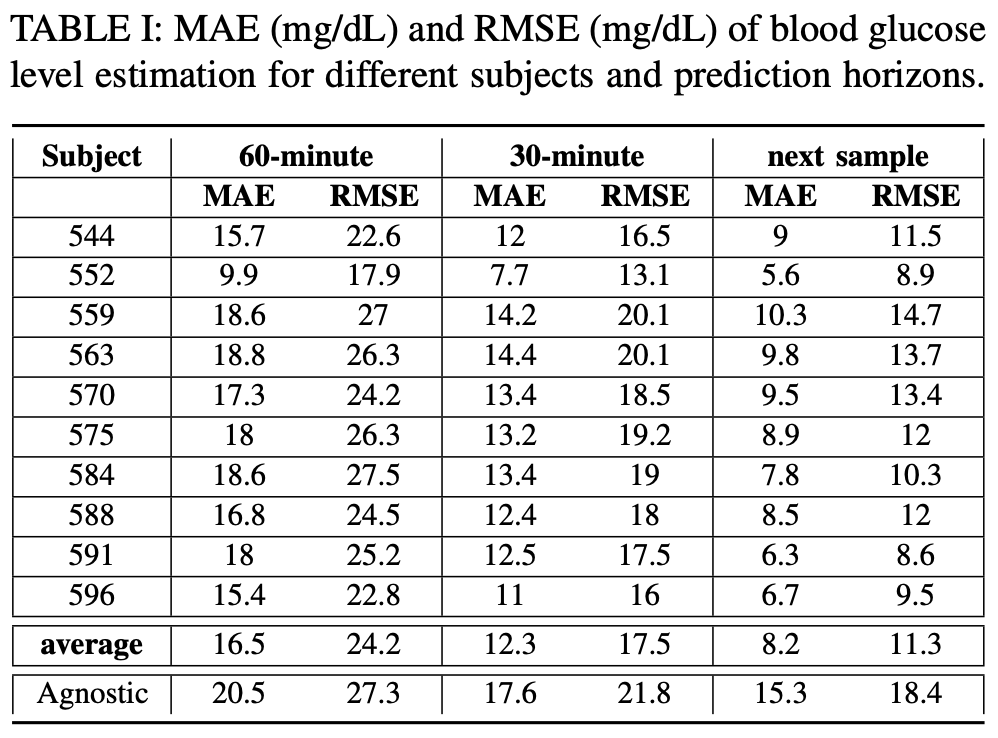 TABLE I: MAE (mg/dL) and RMSE (mg/dL) of blood glucose
level estimation for different subjects and prediction horizons.
Subject 60-minute 30-minute next sample
MAE RMSE MAE RMSE MAE RMSE
544 15.7 22.6 12 16.5 9 11.5
552 9.9 17.9 7.7 13.1 5.6 8.9
559 18.6 27 14.2 20.1 10.3 14.7
563 18.8 26.3 14.4 20.1 9.8 13.7
570 17.3 24.2 13.4 18.5 9.5 13.4
575 18 26.3 13.2 19.2 8.9 12
584 18.6 27.5 13.4 19 7.8 10.3
588 16.8 24.5 12.4 18 8.5 12
591 18 25.2 12.5 17.5 6.3 8.6
596 15.4 22.8 11 16 6.7 9.5
average 16.5 24.2 12.3 17.5 8.2 11.3
Agnostic 20.5 27.3 17.6 21.8 15.3 18.4